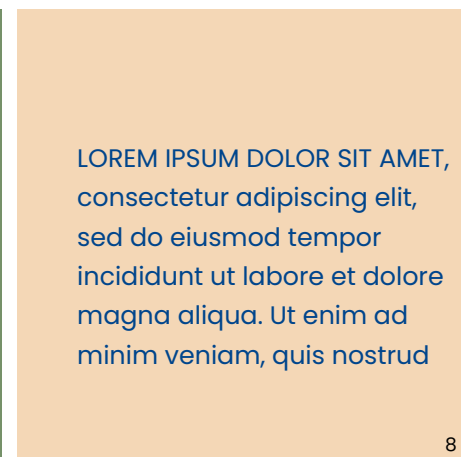 LOREM IPSUM DOLOR SIT AMET,
consectetur adipiscing elit,
sed do eiusmod tempor
incididunt ut labore et dolore
magna aliqua. Ut enim ad
minim veniam, quis nostrud
8